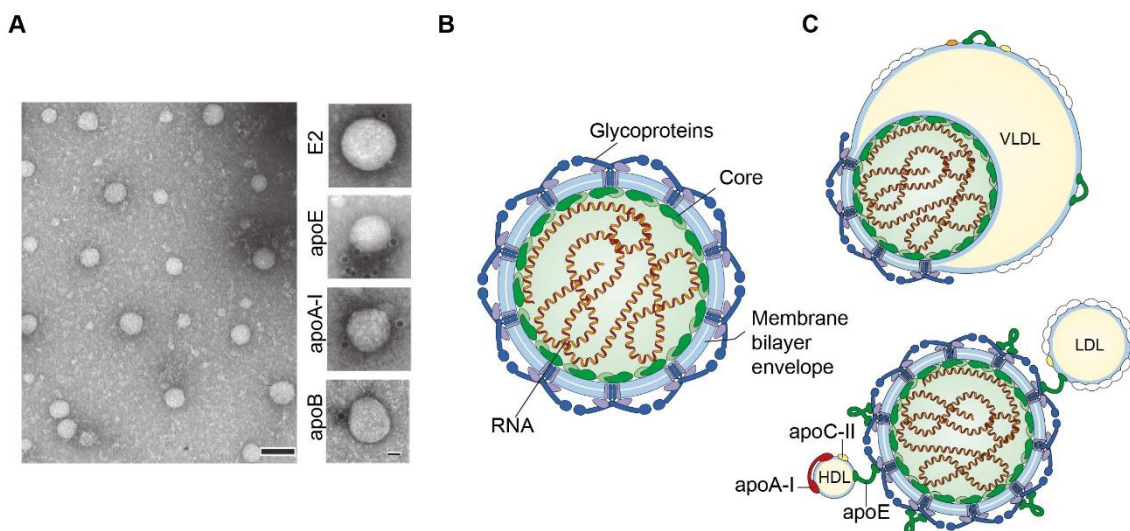 A
E2
apoE
apoA-I
apoB
B
Glycoproteins
Core
Membrane
bilayer
envelope
RNA
C
VLDL
LDL
apoC-II
HDL
apoA-I
apoE